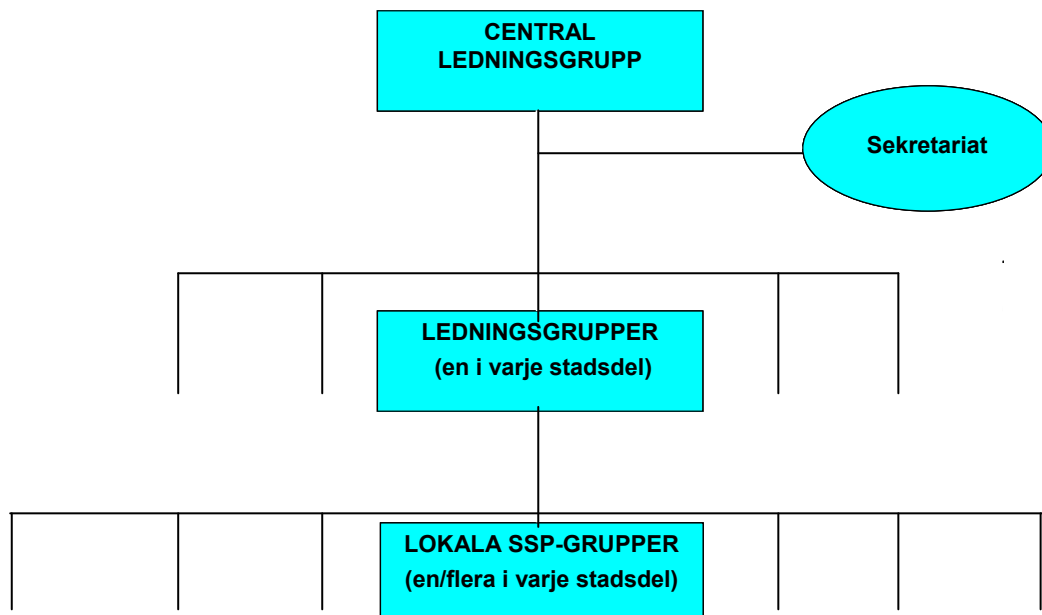 CENTRAL
LEDNINGSGRUPP
Sekretariat
LEDNINGSGRUPPER
(en i varje stadsdel)
LOKALA SSP-GRUPPER
(en/flera i varje stadsdel)